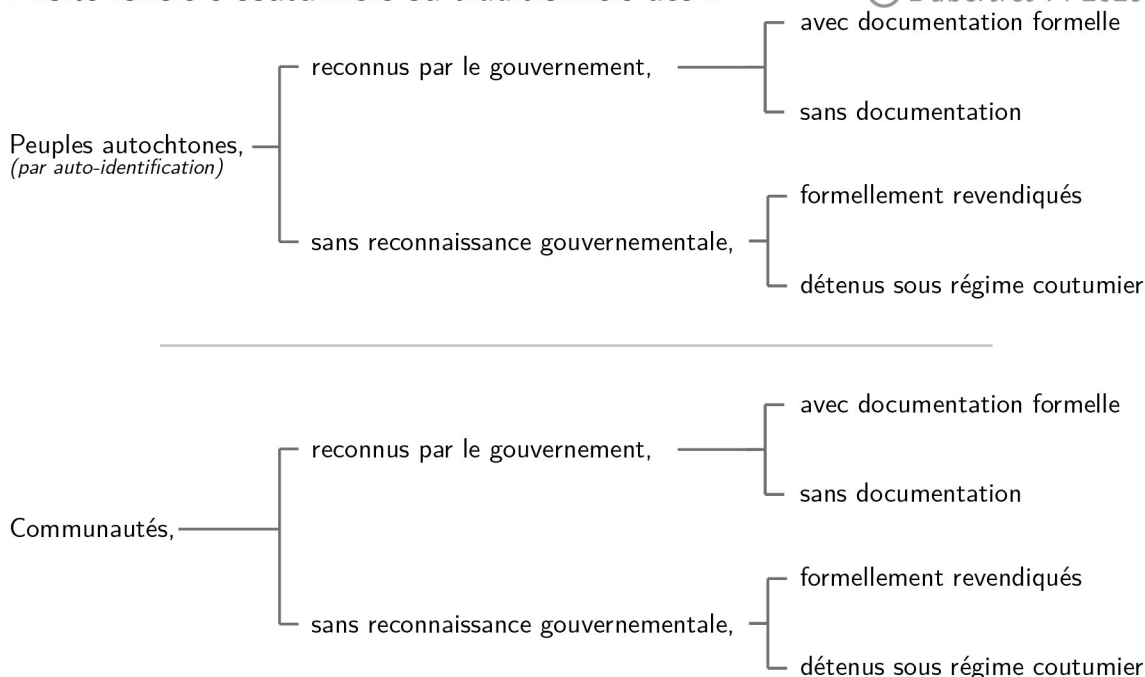 avec documentation formelle
reconnus par le gouvernement,
sans documentation
Peuples autochtones,
(par auto-identification)
formellement revendiqués
sans reconnaissance gouvernementale,
détenus sous régime coutumier
avec documentation formelle
reconnus par le gouvernement,
sans documentation
Communautés,
formellement revendiqués
sans reconnaissance gouvernementale,
détenus sous régime coutumier